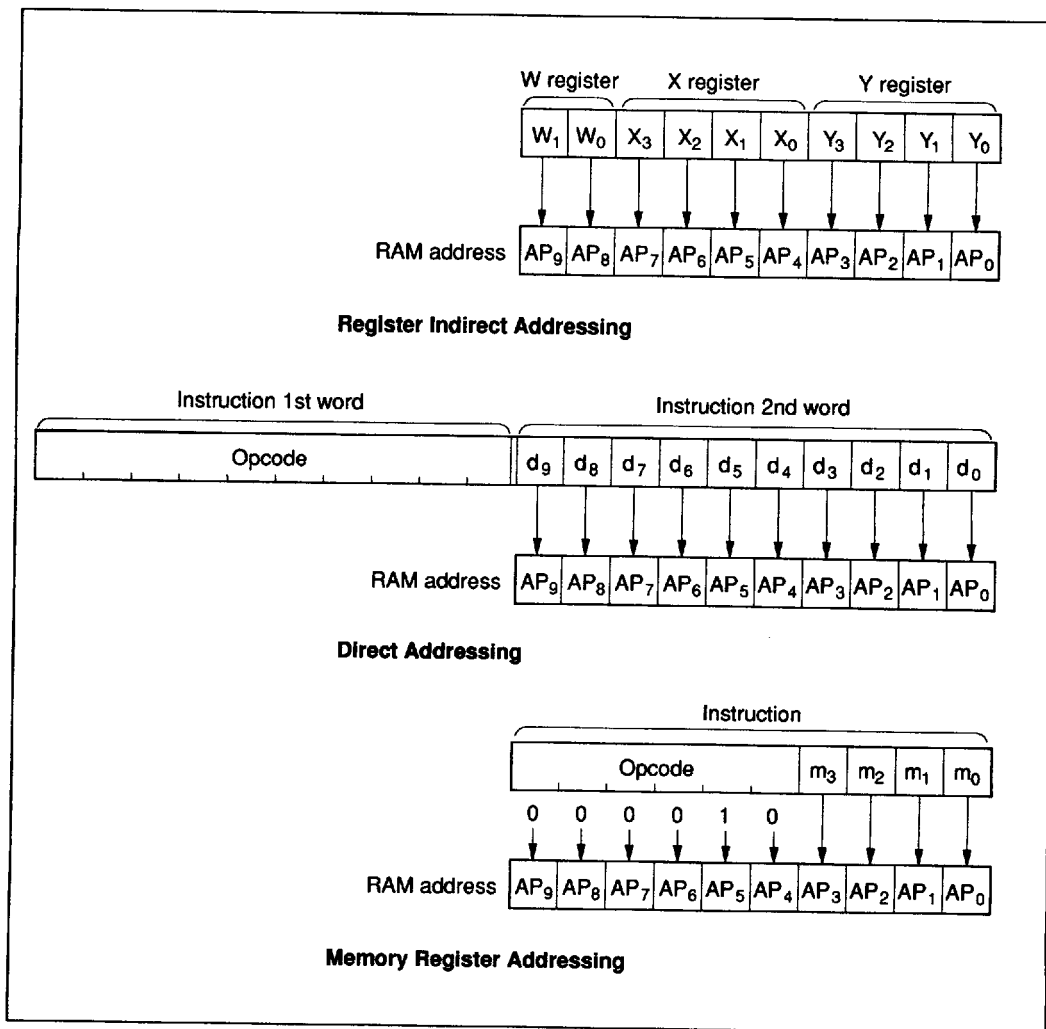 W register X register Y register
W1 W0 X3 X2 X1 X0 Y3 Y2 Y1 Y0
RAM address AP9 AP8 AP7 AP6 AP5 AP4 AP3 AP2 AP1 AP0
Register Indirect Addressing
Instruction 1st word Instruction 2nd word
Opcode d9 d8 d7 d6 d5 d4 d3 d2 d1 d0
RAM address AP9 AP8 AP7 AP6 AP5 AP4 AP3 AP2 AP1 AP0
Direct Addressing
Instruction
Opcode m3 m2 m1 m0
0 0 0 0 1 0
RAM address AP9 AP8 AP7 AP6 AP5 AP4 AP3 AP2 AP1 AP0
Memory Register Addressing